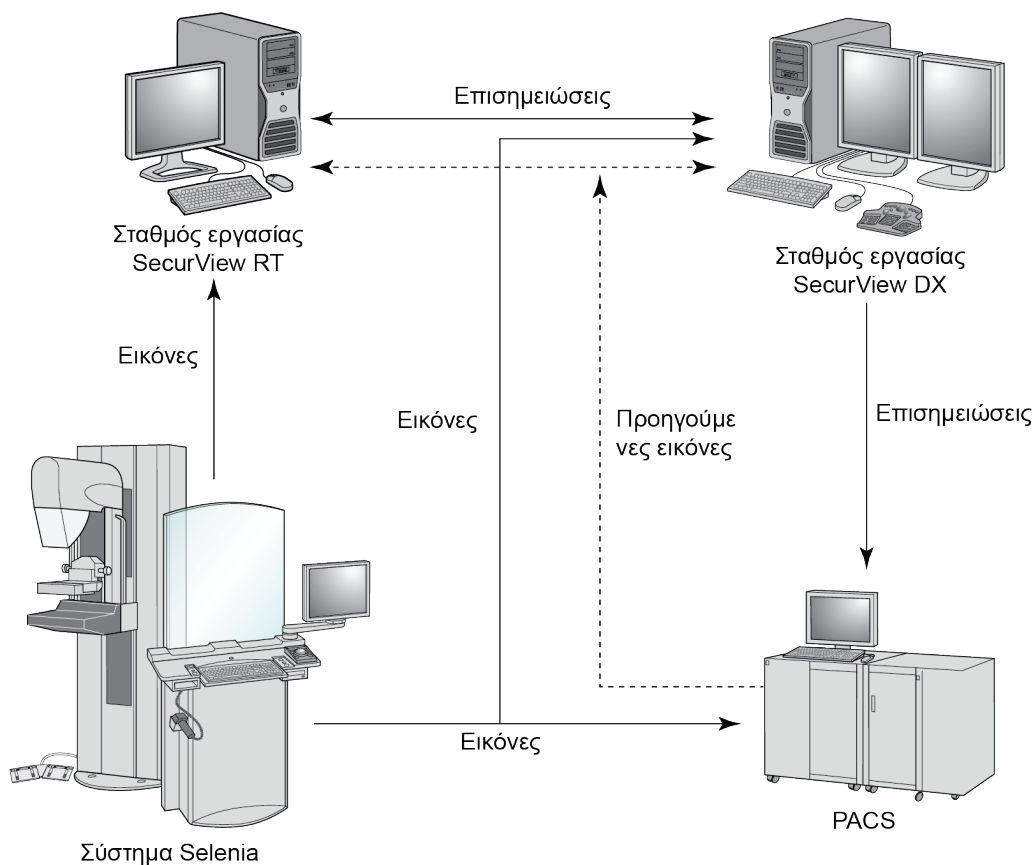 Επισημειώσεις
Σταθμός εργασίας
SecurView RT
Σταθμός εργασίας
SecurView DX
Εικόνες
Εικόνες
Προηγούμε
νες εικόνες
Επισημειώσεις
Εικόνες
PACS
Σύστημα Selenia